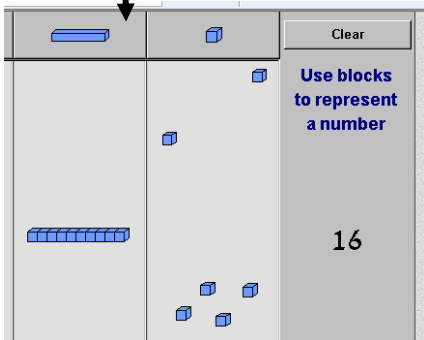 Clear
Use blocks
to represent
a number
16